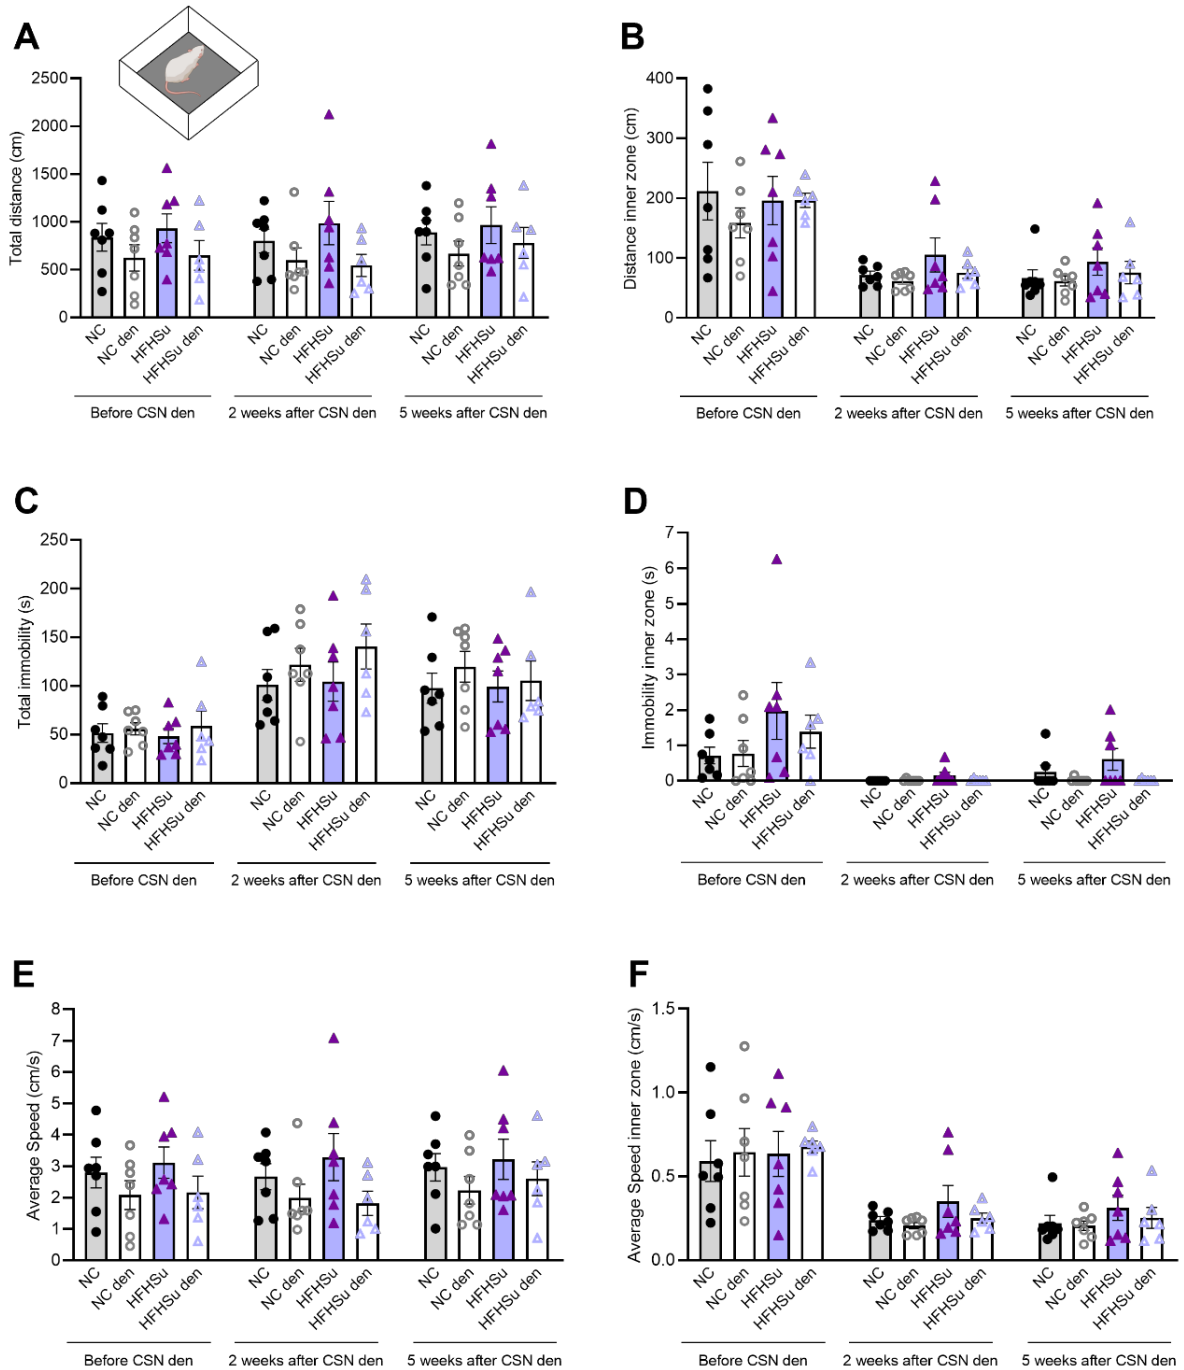 A
Total distance (cm)
2500
2000
1500
1000
500
0
NC
NC den
HFHSu
HFHSu den
NC
NC den
HFHSu
HFHSu den
NC
NC den
HFHSu
HFHSu den
Before CSN den
2 weeks after CSN den
5 weeks after CSN den
B
Distance inner zone (cm)
400
300
200
100
0
NC
NC den
HFHSu
HFHSu den
NC
NC den
HFHSu
HFHSu den
NC
NC den
HFHSu
HFHSu den
Before CSN den
2 weeks after CSN den
5 weeks after CSN den
C
Total immobility (s)
250
200
150
100
50
0
NC
NC den
HFHSu
HFHSu den
NC
NC den
HFHSu
HFHSu den
NC
NC den
HFHSu
HFHSu den
Before CSN den
2 weeks after CSN den
5 weeks after CSN den
D
Immobility inner zone (s)
7
6
5
4
3
2
1
0
NC
NC den
HFHSu
HFHSu den
NC
NC den
HFHSu
HFHSu den
NC
NC den
HFHSu
HFHSu den
Before CSN den
2 weeks after CSN den
5 weeks after CSN den
E
Average Speed (cm/s)
8
7
6
5
4
3
2
1
0
NC
NC den
HFHSu
HFHSu den
NC
NC den
HFHSu
HFHSu den
NC
NC den
HFHSu
HFHSu den
Before CSN den
2 weeks after CSN den
5 weeks after CSN den
F
Average Speed inner zone (cm/s)
1.5
1.0
0.5
0.0
NC
NC den
HFHSu
HFHSu den
NC
NC den
HFHSu
HFHSu den
NC
NC den
HFHSu
HFHSu den
Before CSN den
2 weeks after CSN den
5 weeks after CSN den